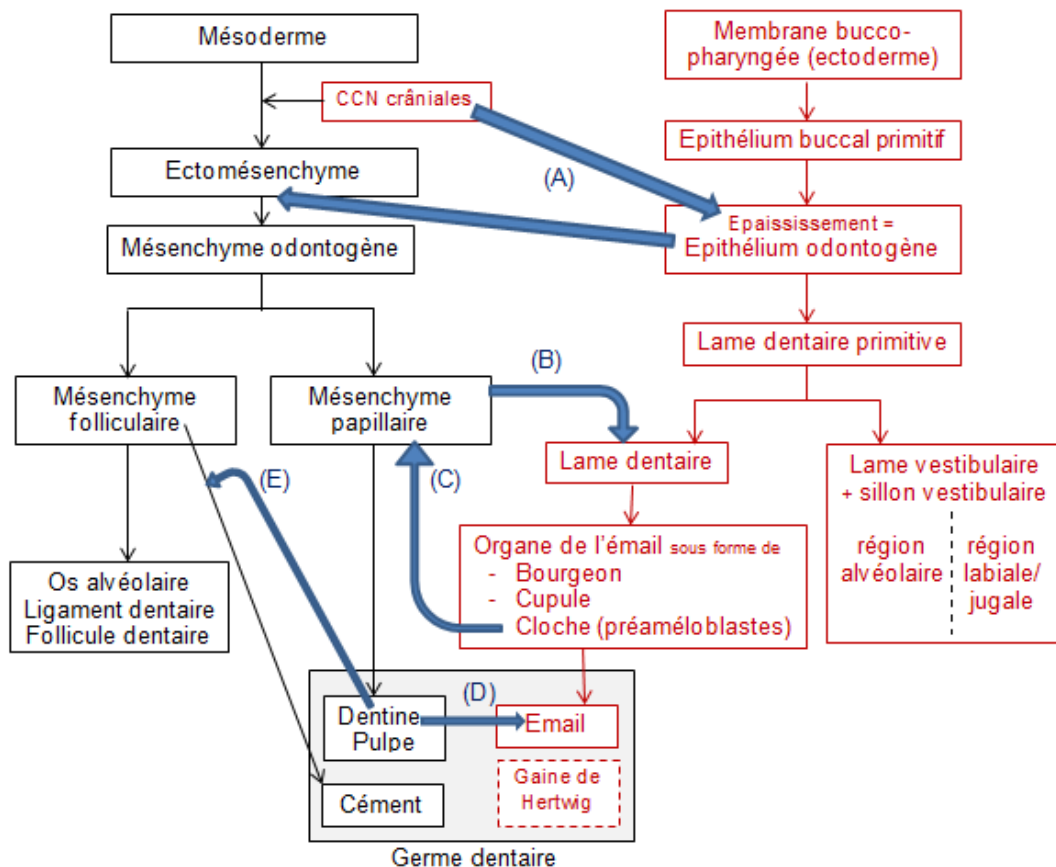 Mésoderme
Membrane bucco-
pharyngée (ectoderme)
CCN crâniales
Epithélium buccal primitif
Ectomésenchyme
(A)
Epaississement =
Epithélium odontogène
Mésenchyme odontogène
Lame dentaire primitive
Mésenchyme
folliculaire
Mésenchyme
papillaire
(B)
Lame dentaire
Lame vestibulaire
+ sillon vestibulaire
région
alvéolaire
région
labiale/
jugale
(E)
(C)
Organe de l'émail sous forme de
- Bourgeon
- Cupule
- Cloche (préaméloblastes)
Os alvéolaire
Ligament dentaire
Follicule dentaire
(D)
Dentine
Pulpe
Email
Gaine de
Hertwig
Cément
Germe dentaire